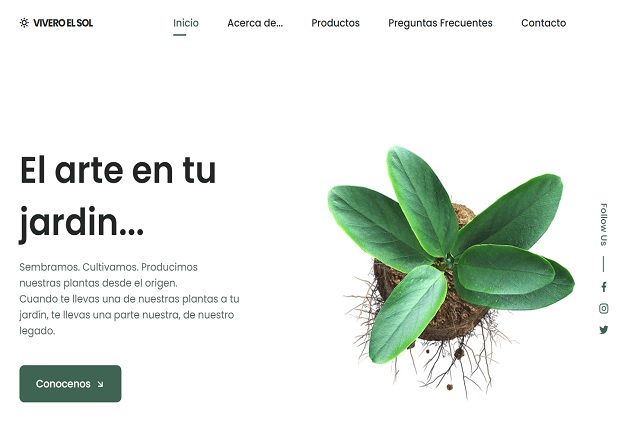 VIVERO EL SOL
Inicio
Acerca de...
Productos
Preguntas Frecuentes
Contacto
El arte en tu
jardin...
Sembramos. Cultivamos. Producimos
nuestras plantas desde el origen.
Cuando te llevas una de nuestras plantas a tu
jardín, te llevas una parte nuestra, de nuestro
legado.
Conocenos
Follow Us